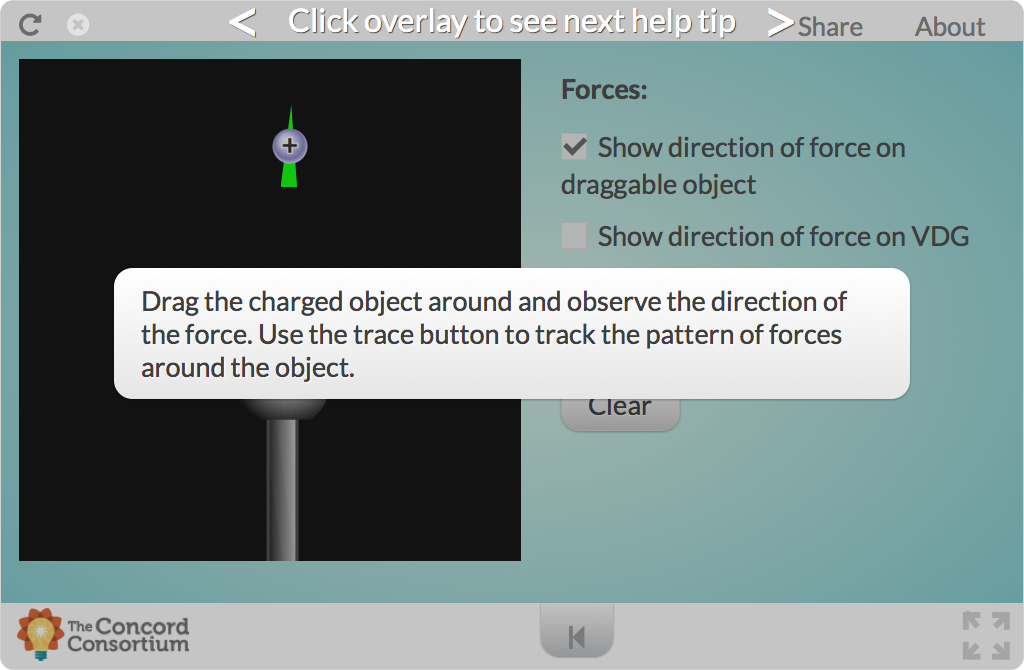 < Click overlay to see next help tip >
Share
About
Forces:
Show direction of force on
draggable object
Show direction of force on VDG
+
Drag the charged object around and observe the direction of
the force. Use the trace button to track the pattern of forces
around the object.
Clear
The Concord
Consortium